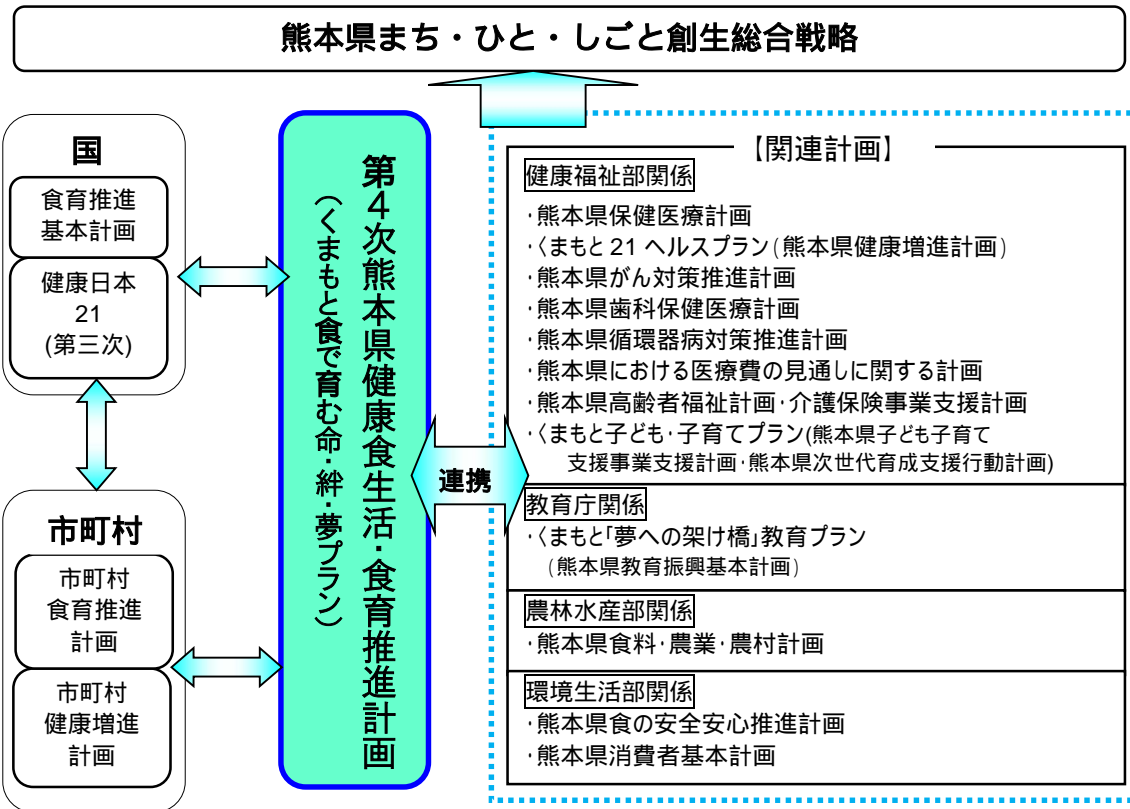 熊本県まち・ひと・しごと創生総合戦略
国
食育推進
基本計画
健康日本
21
(第三次)
市町村
市町村
食育推進
計画
市町村
健康増進
計画
第4次熊本県健康食生活・食育推進計画
（くまもと食で育む命・絆・夢プラン）
連携
【関連計画】
健康福祉部関係
・熊本県保健医療計画
・くまもと 21 ヘルスプラン(熊本県健康増進計画)
・熊本県がん対策推進計画
・熊本県歯科保健医療計画
・熊本県循環器病対策推進計画
・熊本県における医療費の見通しに関する計画
・熊本県高齢者福祉計画・介護保険事業支援計画
・くまもと子ども・子育てプラン(熊本県子ども子育て
支援事業支援計画・熊本県次世代育成支援行動計画)
教育庁関係
・くまもと「夢への架け橋」教育プラン
(熊本県教育振興基本計画)
農林水産部関係
・熊本県食料・農業・農村計画
環境生活部関係
・熊本県食の安全安心推進計画
・熊本県消費者基本計画